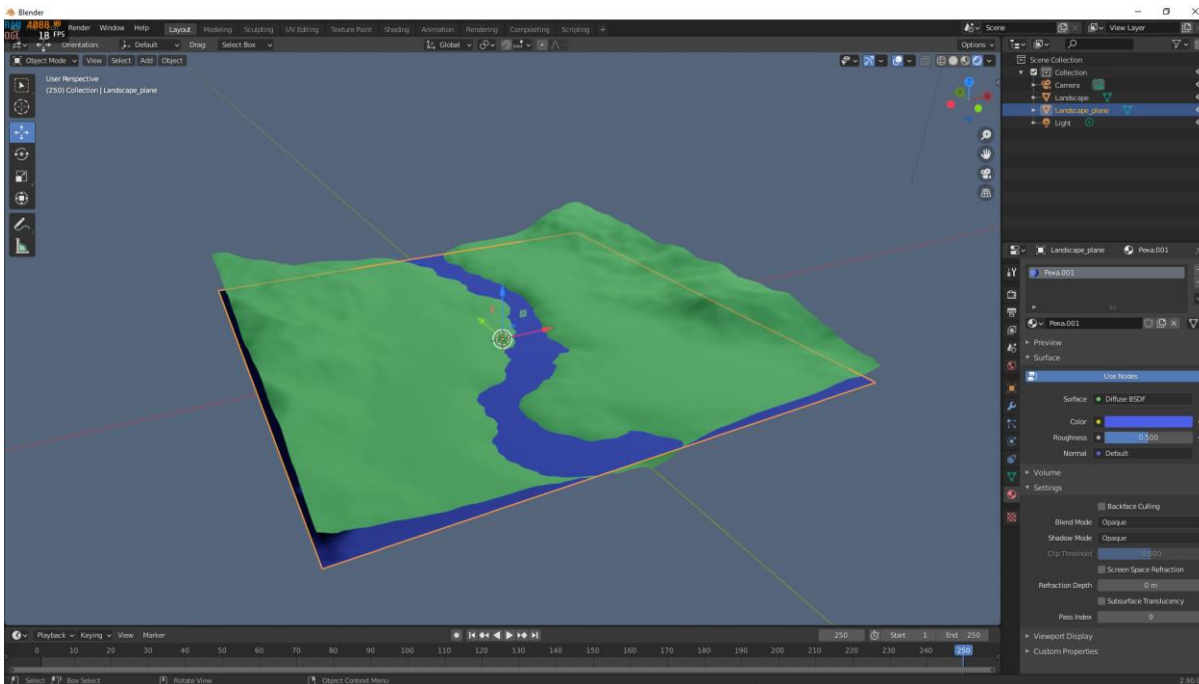 Blender
4088 MB
OGL 18 FPS
Render Window Help Layout Modeling Sculpting UV Editing Texture Paint Shading Animation Rendering Compositing Scripting +
Scene
View Layer
Orientation: Default Drag Select Box
Global
Options
Object Mode View Select Add Object
User Perspective
(250) Collection | Landscape_plane
Scene Collection
Collection
Camera
Landscape
Landscape_plane
Light
Landscape_plane Река.001
Река.001
Река.001
Preview
Surface
Use Nodes
Surface Diffuse BSDF
Color
Roughness 0.500
Normal Default
Volume
Settings
Backface Culling
Blend Mode Opaque
Shadow Mode Opaque
Clip Threshold 0.500
Screen Space Refraction
Refraction Depth 0 m
Subsurface Translucency
Pass Index 0
Viewport Display
Custom Properties
Playback Keying View Marker
250 Start 1 End 250
0 10 20 30 40 50 60 70 80 90 100 110 120 130 140 150 160 170 180 190 200 210 220 230 240 250
Select Box Select Rotate View Object Context Menu
2.90.